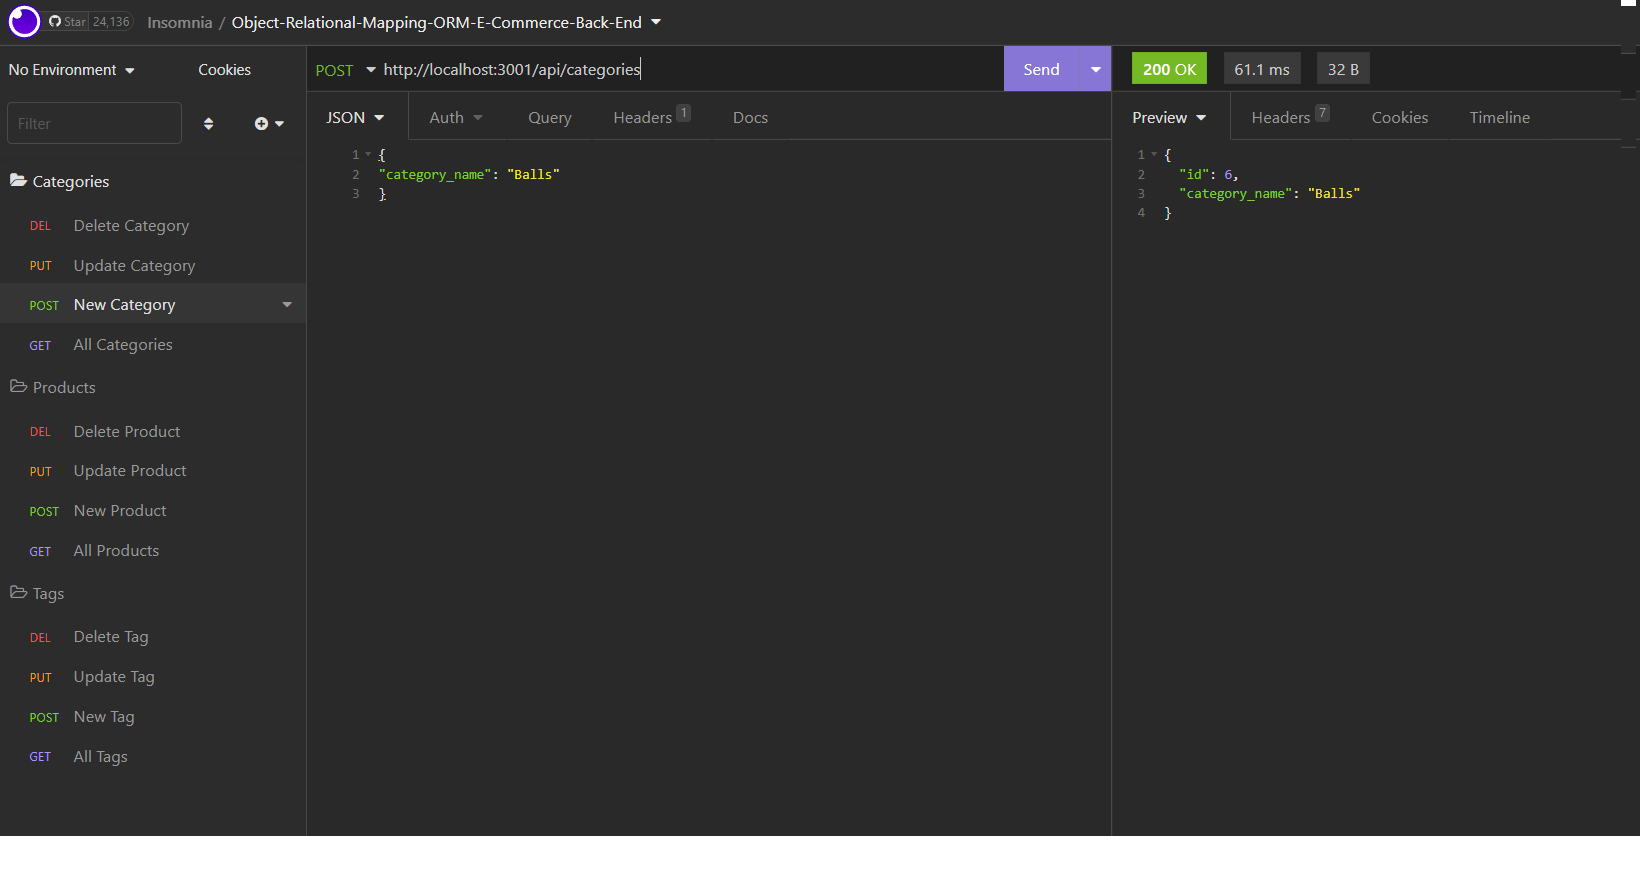 Star 24,136 Insomnia / Object-Relational-Mapping-ORM-E-Commerce-Back-End
No Environment Cookies
Filter
Categories
DEL Delete Category
PUT Update Category
POST New Category
GET All Categories
Products
DEL Delete Product
PUT Update Product
POST New Product
GET All Products
Tags
DEL Delete Tag
PUT Update Tag
POST New Tag
GET All Tags
POST http://localhost:3001/api/categories Send
JSON Auth Query Headers 1 Docs
1 {
2 "category_name": "Balls"
3 }
200 OK 61.1 ms 32 B
Preview Headers 7 Cookies Timeline
1 {
2 "id": 6,
3 "category_name": "Balls"
4 }